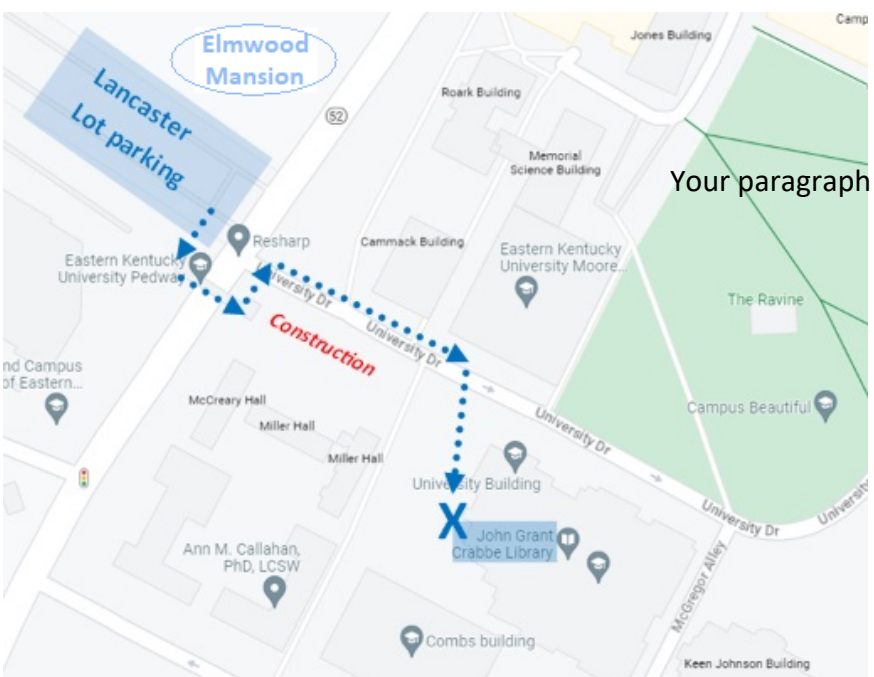 Camp
Elmwood
Mansion
Jones Building
Lancaster
Lot parking
Roark Building
52
Memorial
Science Building
Your paragraph
Resharp
Cammack Building
Eastern Kentucky
University Moore...
Eastern Kentucky
University Pedway
University Dr
The Ravine
Construction
University Dr
nd Campus
of Eastern...
McCreary Hall
Campus Beautiful
Miller Hall
University Dr
Miller Hall
University Building
X
University Dr
University
John Grant
Crabbe Library
Ann M. Callahan,
PhD, LCSW
McGregor Alley
Combs building
Keen Johnson Building